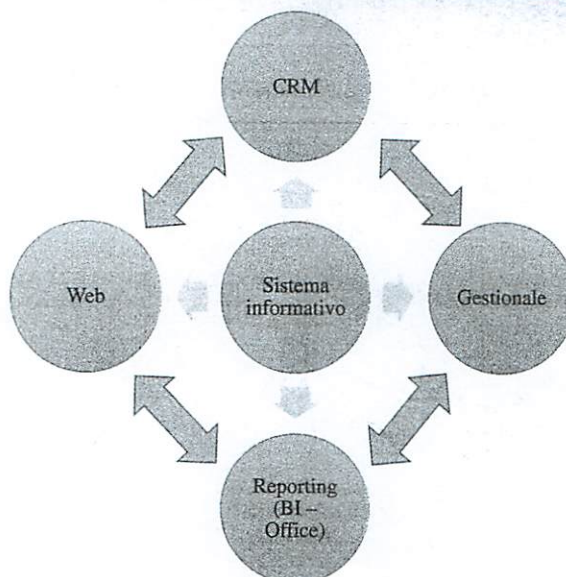 CRM
Web
Sistema
informativo
Gestionale
Reporting
(BI –
Office)